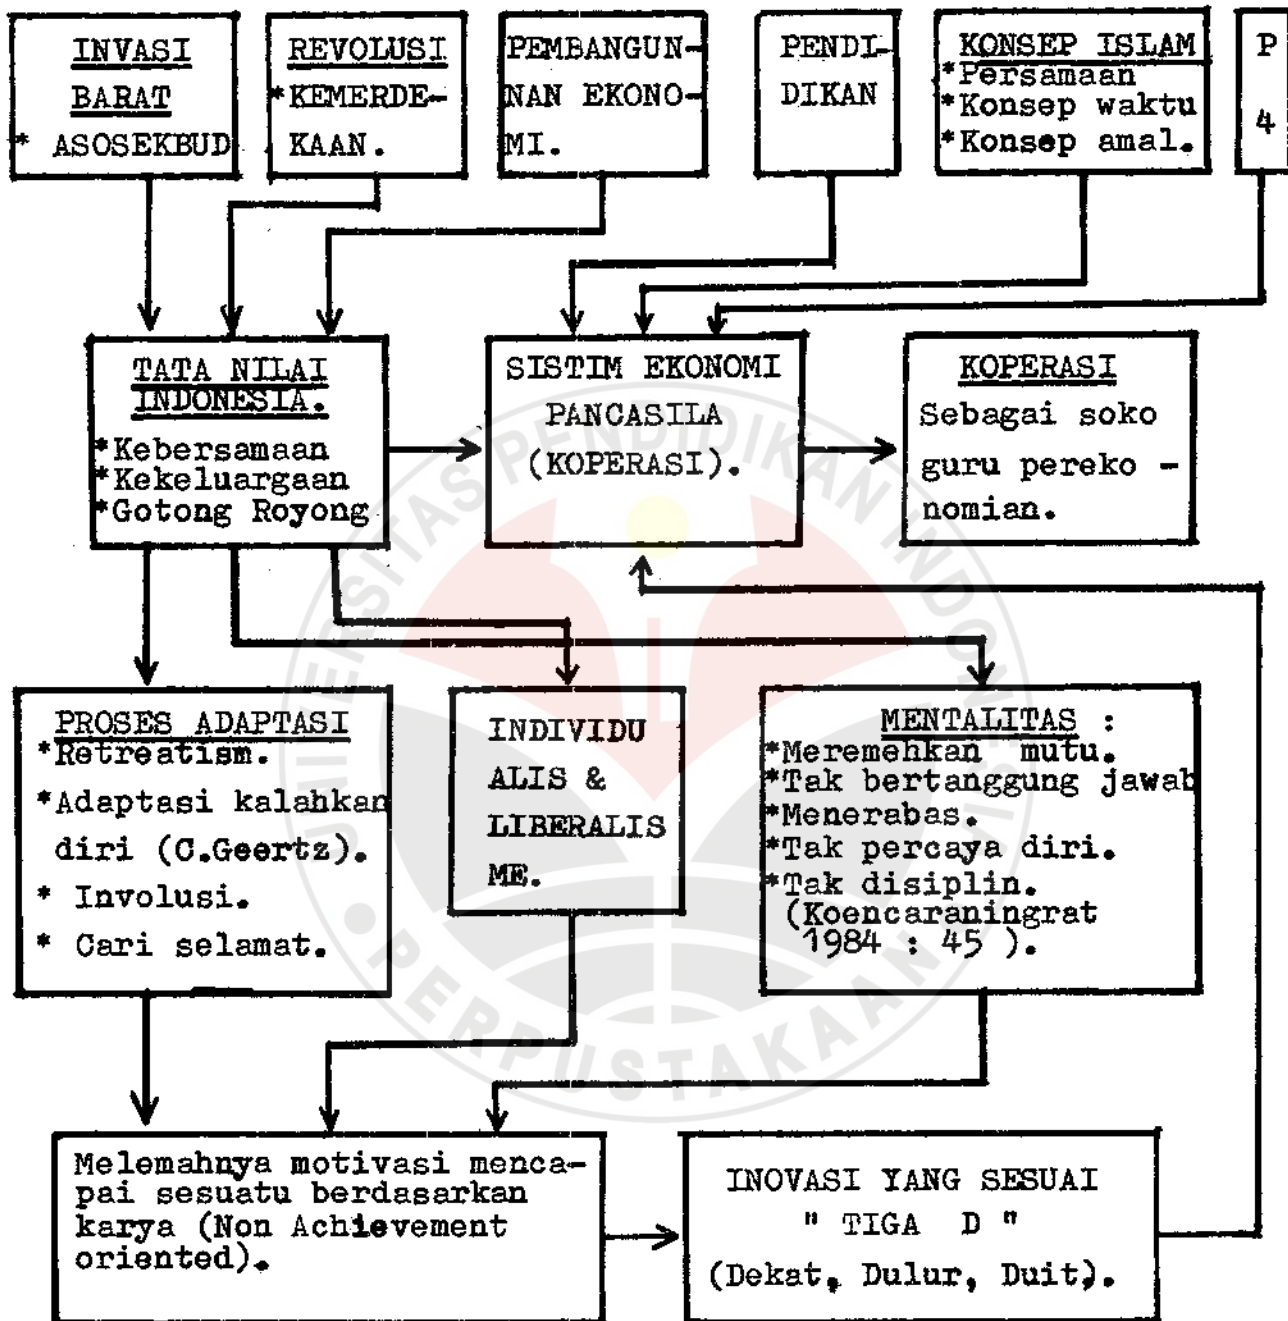 INVASI
BARAT
* ASOSEKBUD
REVOLUSI
*KEMERDE-
KAAN.
PEMBANGUN-
NAN EKONO-
MI.
PENDI-
DIKAN
KONSEP ISLAM
*Persamaan
*Konsep waktu
*Konsep amal.
P
4
TATA NILAI
INDONESIA.
*Kebersamaan
*Kekeluargaan
*Gotong Royong
SISTIM EKONOMI
PANCASILA
(KOPERASI).
KOPERASI
Sebagai soko
guru pereko -
nomian.
PROSES ADAPTASI
*Retreatism.
*Adaptasi kalahkan
diri (C.Geertz).
* Involusi.
* Cari selamat.
INDIVIDU
ALIS &
LIBERALIS
ME.
MENTALITAS :
*Meremehkan mutu.
*Tak bertanggung jawab
*Menerabas.
*Tak percaya diri.
*Tak disiplin.
(Koencaraningrat
1984 : 45 ).
Melemahnya motivasi menca-
pai sesuatu berdasarkan
karya (Non Achievement
oriented).
INOVASI YANG SESUAI
" TIGA D "
(Dekat, Dulur, Duit).
UNIVERSITAS PENDIDIKAN INDONESIA
PERPUSTAKAAN